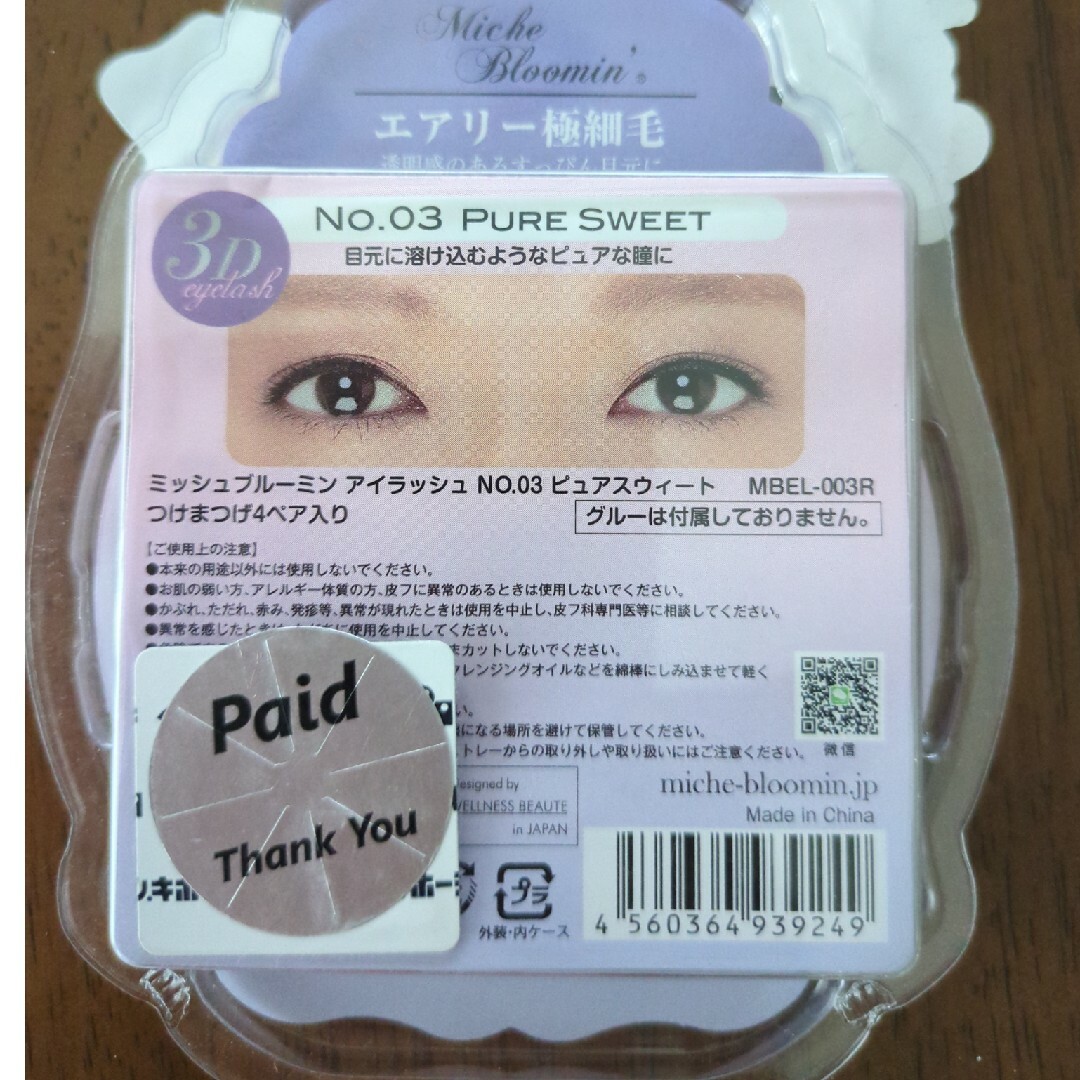 Miche
Bloomin'®
エアリー極細毛
透明感のあるすっぴん目元に
3D
eyelash
No.03 PURE SWEET
目元に溶け込むようなピュアな瞳に
ミッシュブルーミン アイラッシュ NO.03 ピュアスウィート MBEL-003R
つけまつげ4ペア入り
グルーは付属しておりません。
【ご使用上の注意】
●本来の用途以外には使用しないでください。
●お肌の弱い方、アレルギー体質の方、皮フに異常のあるときは使用しないでください。
●かぶれ、ただれ、赤み、発疹等、異常が現れたときは使用を中止し、皮フ科専門医等に相談してください。
●異常を感じたときは 使用を中止してください。
カットしないでください。
クレンジングオイルなどを綿棒にしみ込ませて軽く
い。
になる場所を避けて保管してください。
トレーからの取り外しや取り扱いにはご注意ください。
Paid
Thank You
微信
miche-bloomin.jp
Made in China
esigned by
WELLNESS BEAUTE
in JAPAN
プラ
外装・内ケース
4 560364 939249